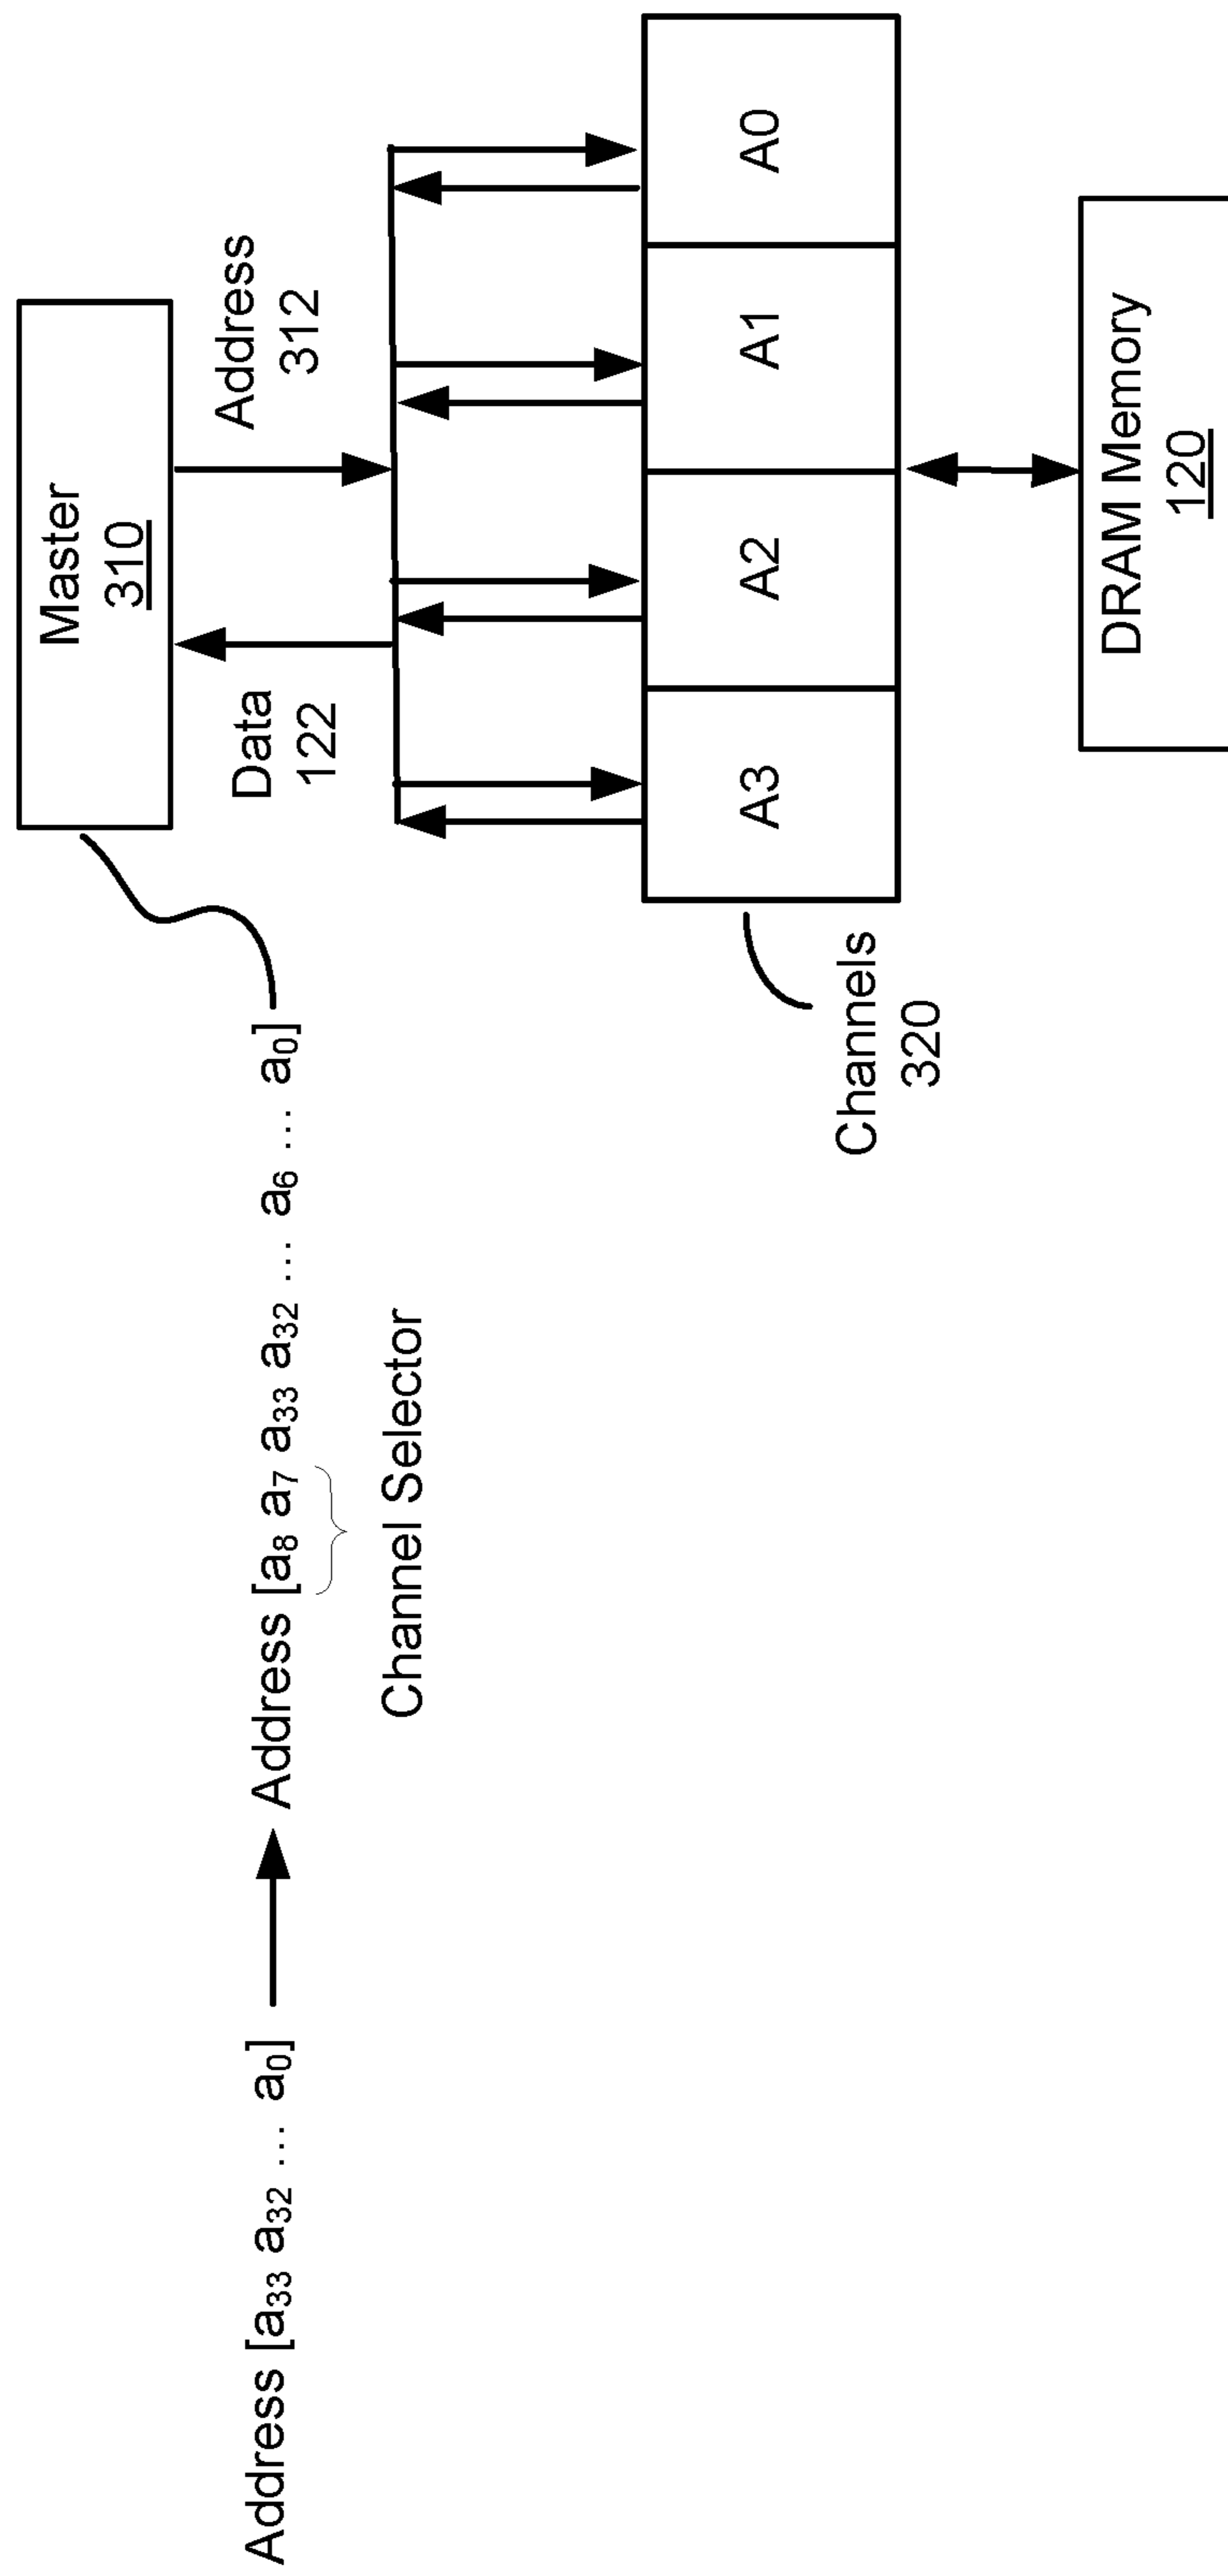 Address [a33 a32 ... a0]
Address [a8 a7 a33 a32 ... a6 ... a0]
Channel Selector
Master
310
Data
122
Address
312
A3
A2
A1
A0
Channels
320
DRAM Memory
120